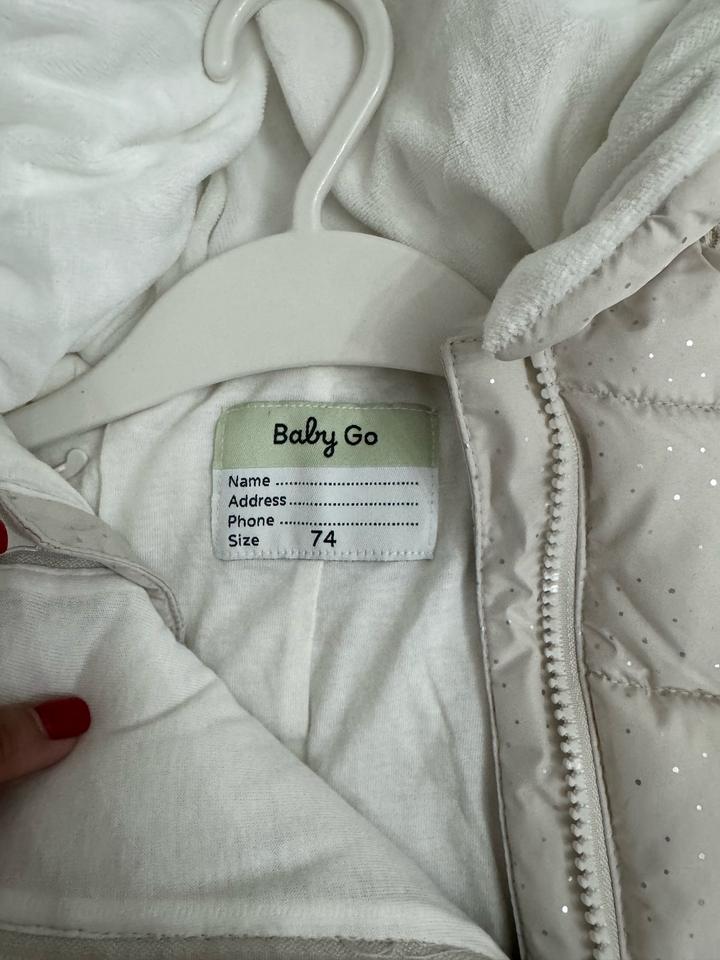 Baby Go
Name ........................................
Address....................................
Phone ......................................
Size 74